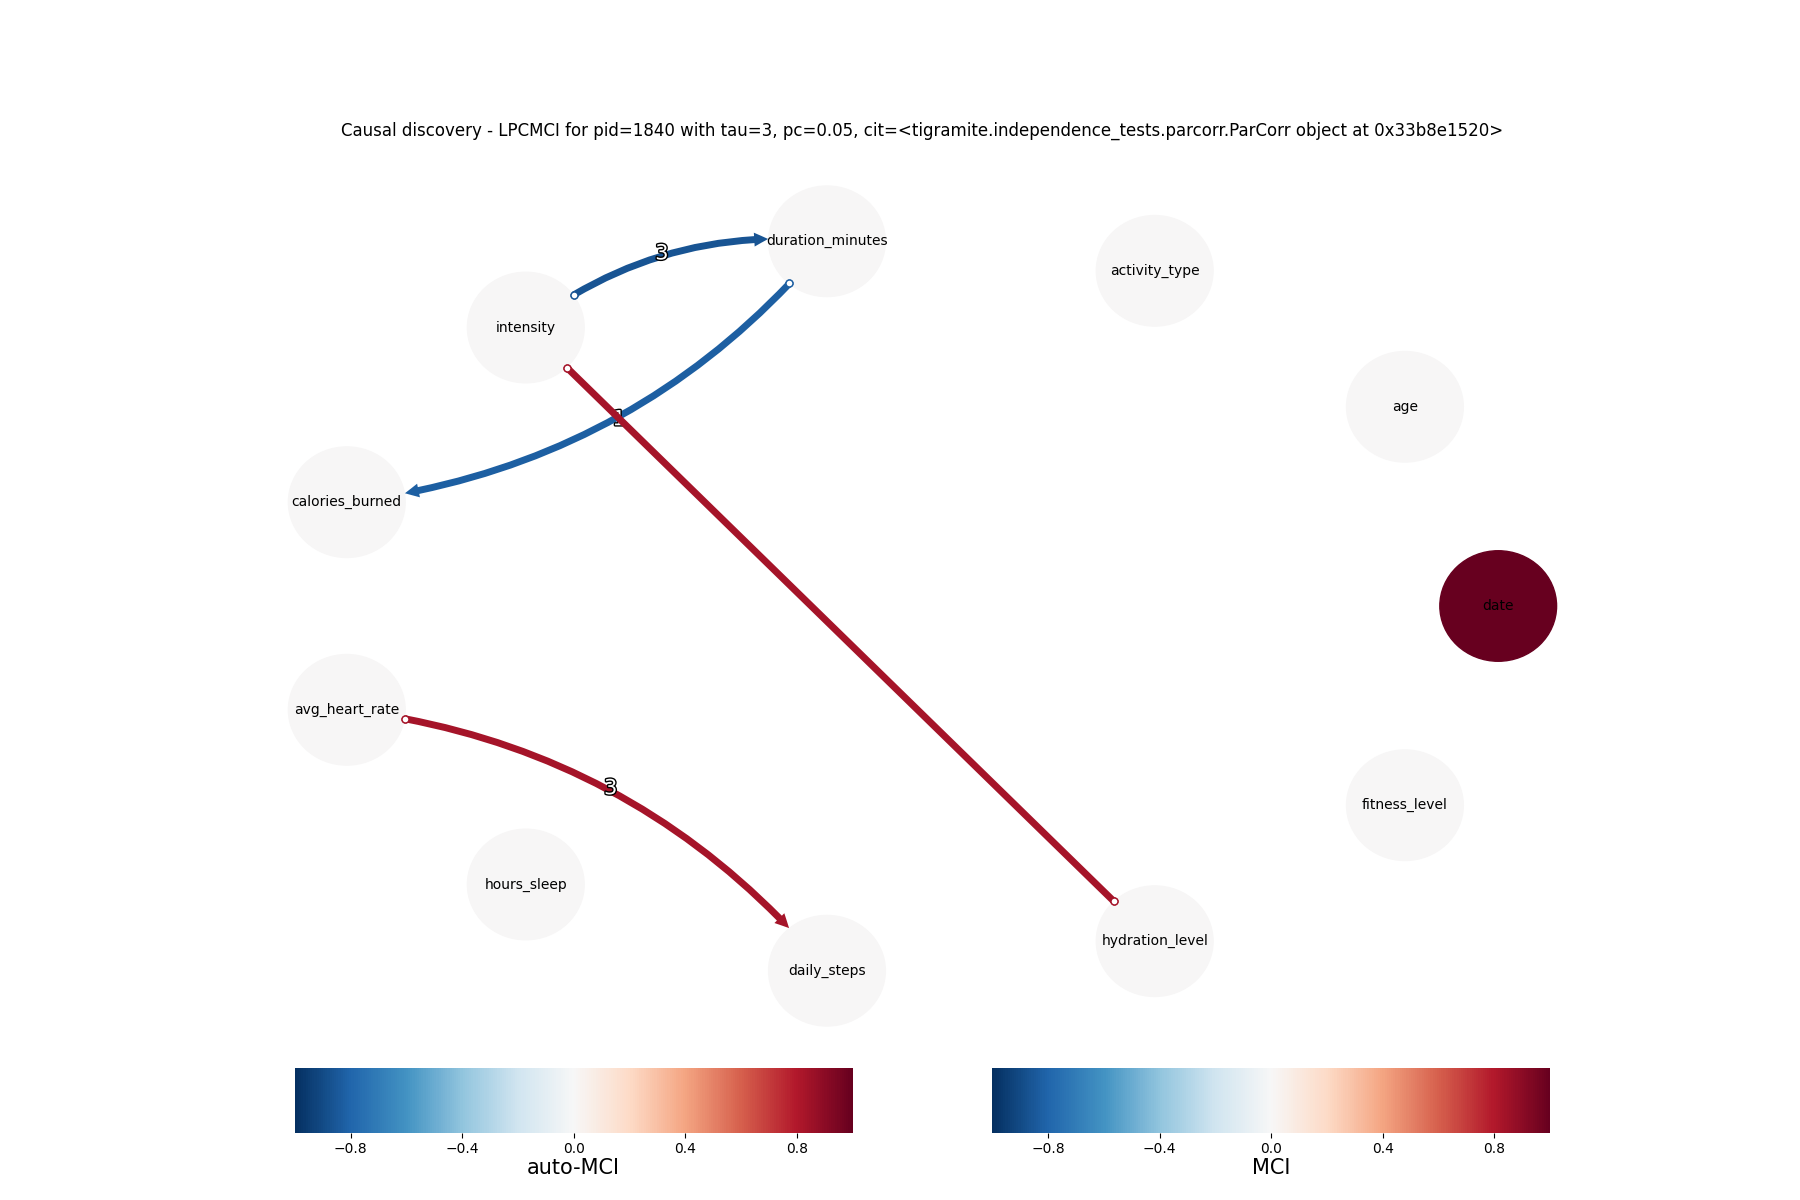 Causal discovery - LPCMCI for pid=1840 with tau=3, pc=0.05, cit=<tigramite.independence_tests.parcorr.ParCorr object at 0x33b8e1520>
duration_minutes
3
activity_type
intensity
age
1
calories_burned
date
avg_heart_rate
3
fitness_level
hours_sleep
hydration_level
daily_steps
−0.8 −0.4 0.0 0.4 0.8
auto-MCI
−0.8 −0.4 0.0 0.4 0.8
MCI